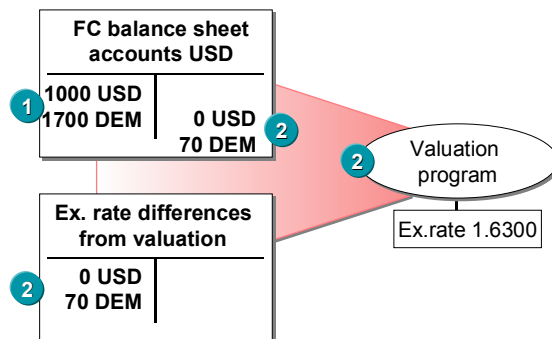 FC balance sheet
accounts USD
1
1000 USD
1700 DEM
0 USD
70 DEM
2
2
Valuation
program
Ex.rate 1.6300
Ex. rate differences
from valuation
2
0 USD
70 DEM